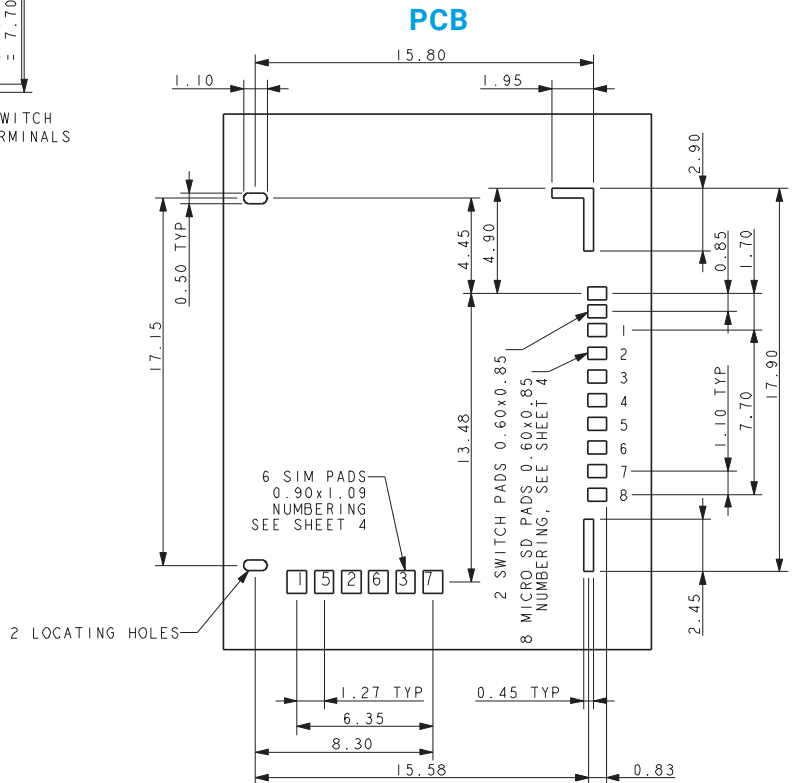 = 7.70
WITCH
RMINALS
PCB
15.80
1.10
1.95
2.90
0.50 TYP
4.45
4.90
0.85
1.70
17.15
13.48
1
2
3
4
5
6
7
8
1.10 TYP
7.70
17.90
2 SWITCH PADS 0.60x0.85
8 MICRO SD PADS 0.60x0.85
NUMBERING, SEE SHEET 4
6 SIM PADS
0.90x1.09
NUMBERING
SEE SHEET 4
1 5 2 6 3 7
2 LOCATING HOLES
2.45
1.27 TYP
0.45 TYP
6.35
8.30
15.58
0.83